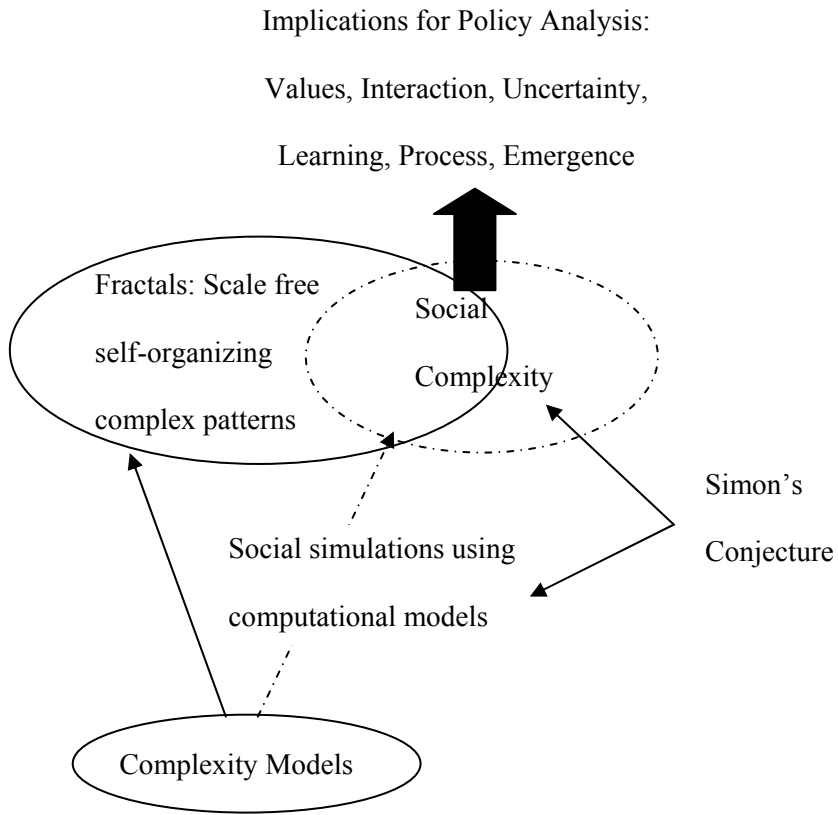 Implications for Policy Analysis:
Values, Interaction, Uncertainty,
Learning, Process, Emergence
Fractals: Scale free
self-organizing
complex patterns
Social
Complexity
Simon's
Conjecture
Social simulations using
computational models
Complexity Models